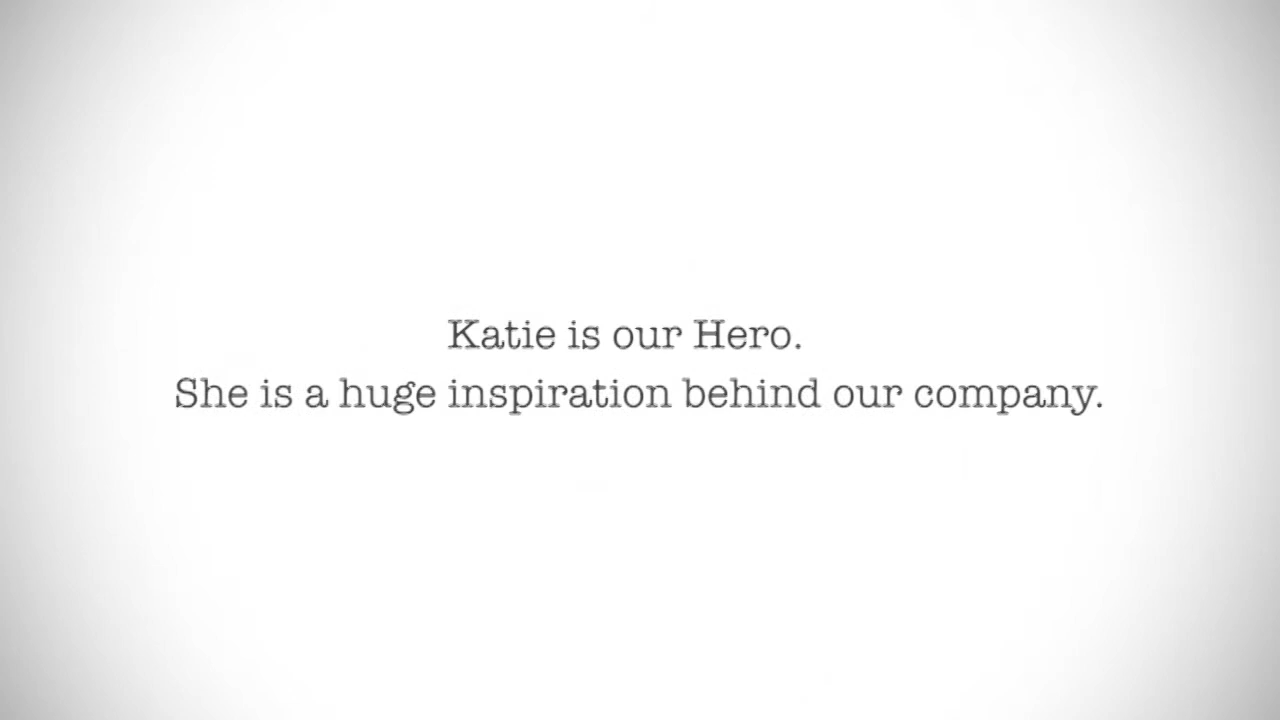 Katie is our Hero.
She is a huge inspiration behind our company.